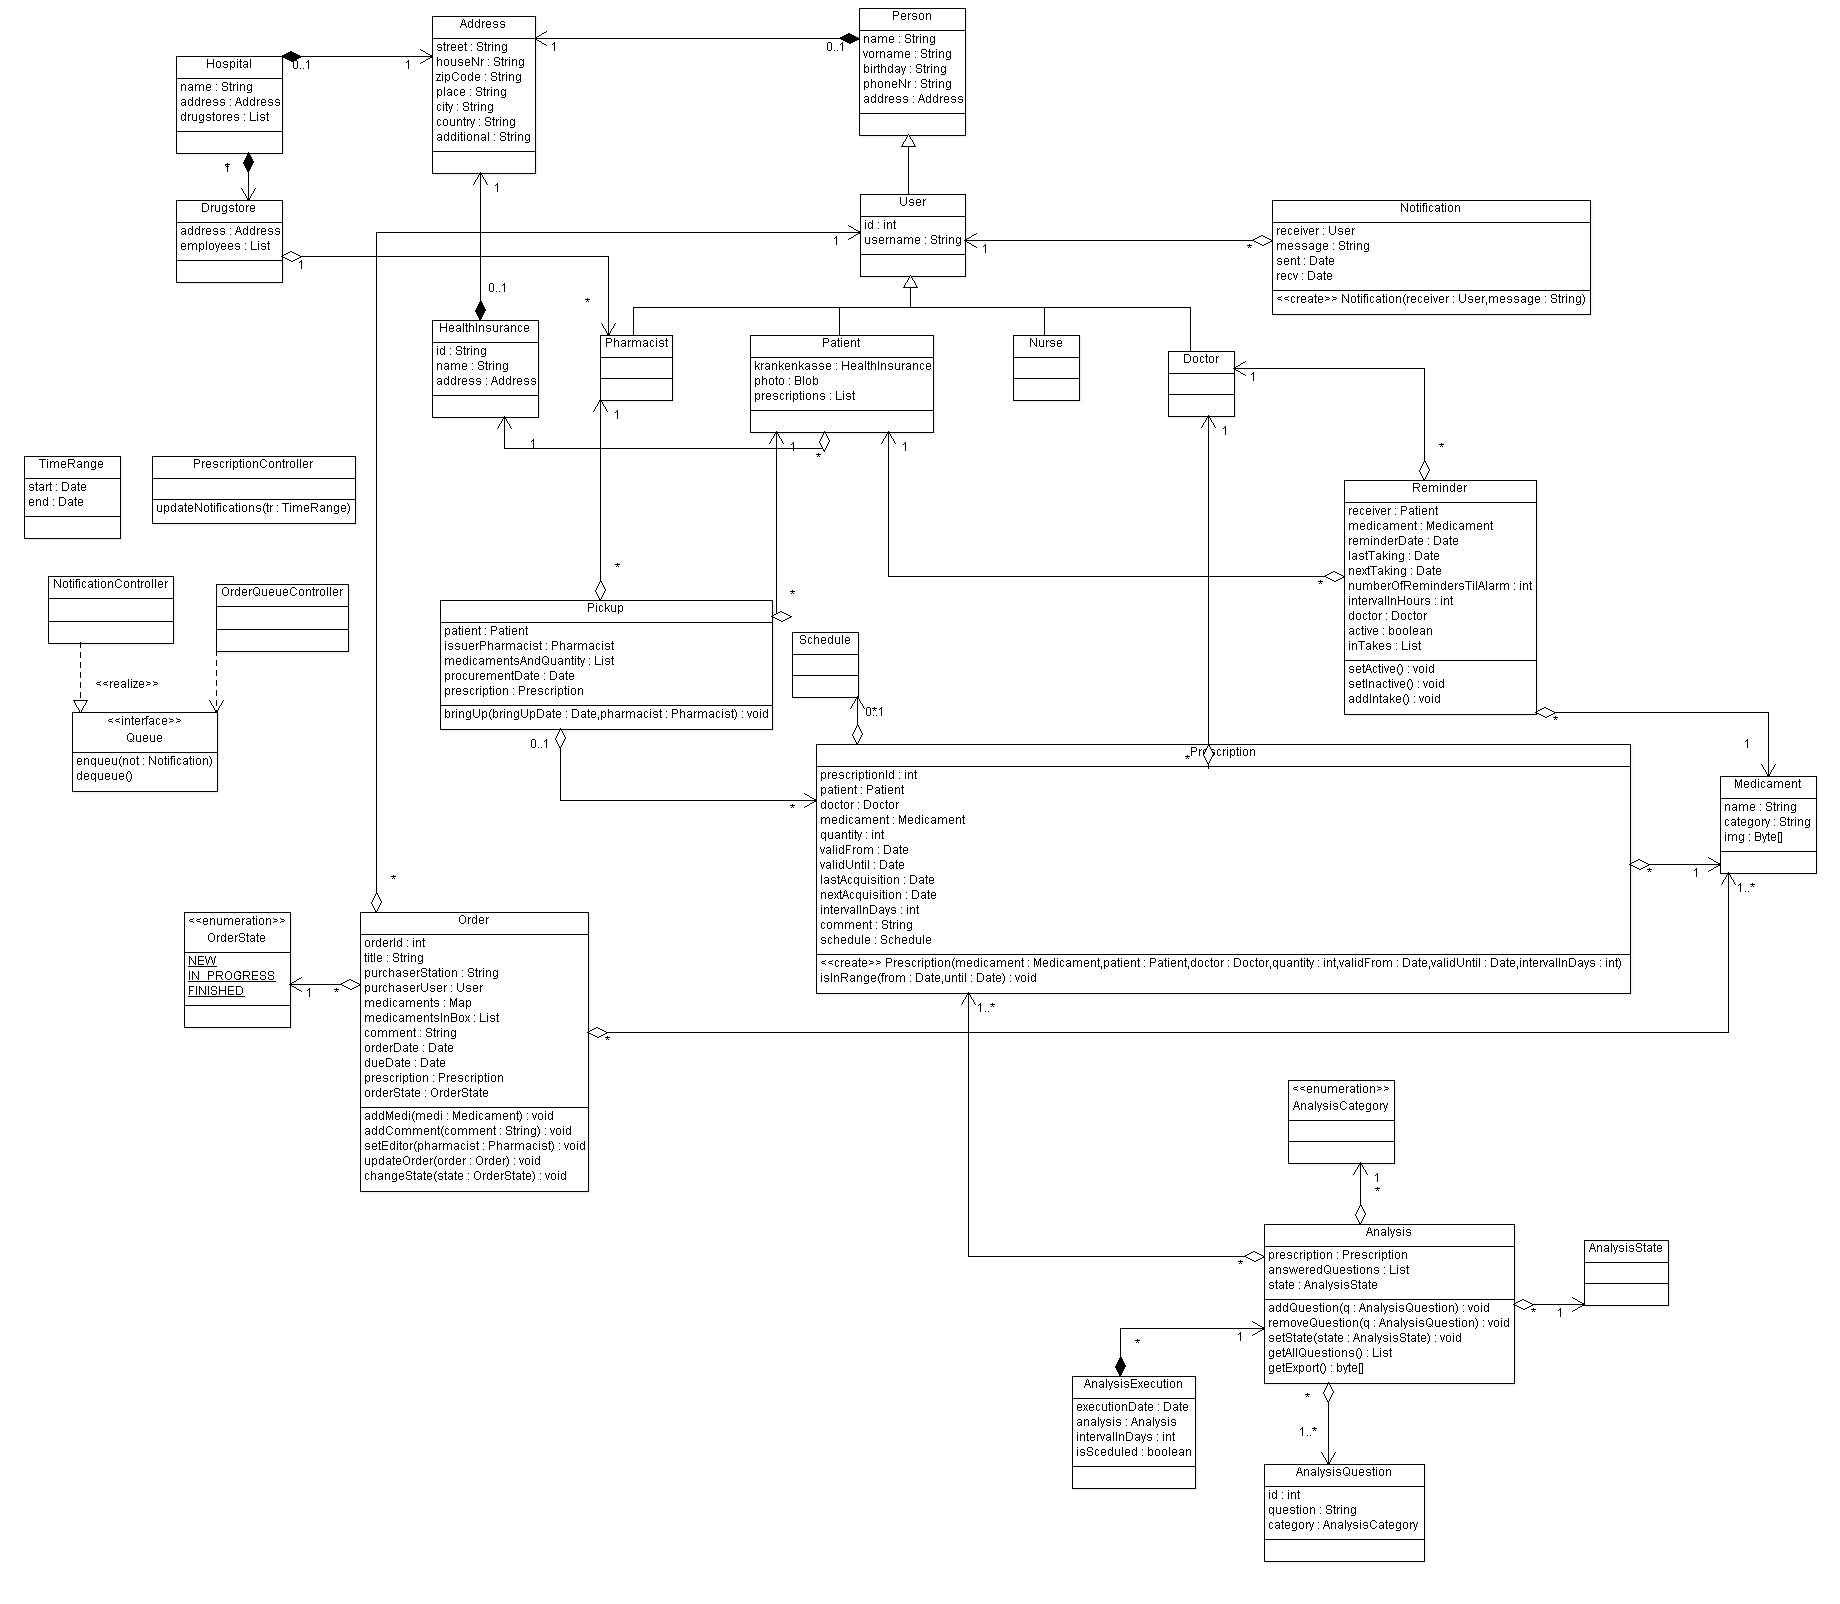 Address
street : String
houseNr : String
zipCode : String
place : String
city : String
country : String
additional : String
1
1
1
Person
name : String
vorname : String
birthday : String
phoneNr : String
address : Address
0..1
Hospital
name : String
address : Address
drugstores : List
0..1
*
Drugstore
address : Address
employees : List
1
User
id : int
username : String
1
1
Notification
receiver : User
message : String
sent : Date
recv : Date
<<create>> Notification(receiver : User,message : String)
*
0..1
HealthInsurance
id : String
name : String
address : Address
1
*
Pharmacist
1
Patient
krankenkasse : HealthInsurance
photo : Blob
prescriptions : List
*
1
1
Nurse
Doctor
1
1
TimeRange
start : Date
end : Date
PrescriptionController
updateNotifications(tr : TimeRange)
*
Reminder
receiver : Patient
medicament : Medicament
reminderDate : Date
lastTaking : Date
nextTaking : Date
numberOfRemindersTilAlarm : int
intervalInHours : int
doctor : Doctor
active : boolean
inTakes : List
setActive() : void
setInactive() : void
addIntake() : void
*
*
NotificationController
OrderQueueController
<<realize>>
<<interface>>
Queue
enqueu(not : Notification)
dequeue()
*
Pickup
patient : Patient
issuerPharmacist : Pharmacist
medicamentsAndQuantity : List
procurementDate : Date
prescription : Prescription
bringUp(bringUpDate : Date,pharmacist : Pharmacist) : void
*
0..1
*
Schedule
0..1
*
Prescription
*
prescriptionId : int
patient : Patient
doctor : Doctor
medicament : Medicament
quantity : int
validFrom : Date
validUntil : Date
lastAcquisition : Date
nextAcquisition : Date
intervalInDays : int
comment : String
schedule : Schedule
<<create>> Prescription(medicament : Medicament,patient : Patient,doctor : Doctor,quantity : int,validFrom : Date,validUntil : Date,intervalInDays : int)
isInRange(from : Date,until : Date) : void
*
1
1..*
1
Medicament
name : String
category : String
img : Byte[]
1..*
<<enumeration>>
OrderState
NEW
IN_PROGRESS
FINISHED
1
*
*
Order
orderId : int
title : String
purchaserStation : String
purchaserUser : User
medicaments : Map
medicamentsInBox : List
comment : String
orderDate : Date
dueDate : Date
prescription : Prescription
orderState : OrderState
addMedi(medi : Medicament) : void
addComment(comment : String) : void
setEditor(pharmacist : Pharmacist) : void
updateOrder(order : Order) : void
changeState(state : OrderState) : void
*
<<enumeration>>
AnalysisCategory
1
*
Analysis
prescription : Prescription
answeredQuestions : List
state : AnalysisState
addQuestion(q : AnalysisQuestion) : void
removeQuestion(q : AnalysisQuestion) : void
setState(state : AnalysisState) : void
getAllQuestions() : List
getExport() : byte[]
*
*
1
AnalysisState
*
1
AnalysisExecution
executionDate : Date
analysis : Analysis
intervalInDays : int
isSceduled : boolean
*
1..*
AnalysisQuestion
id : int
question : String
category : AnalysisCategory